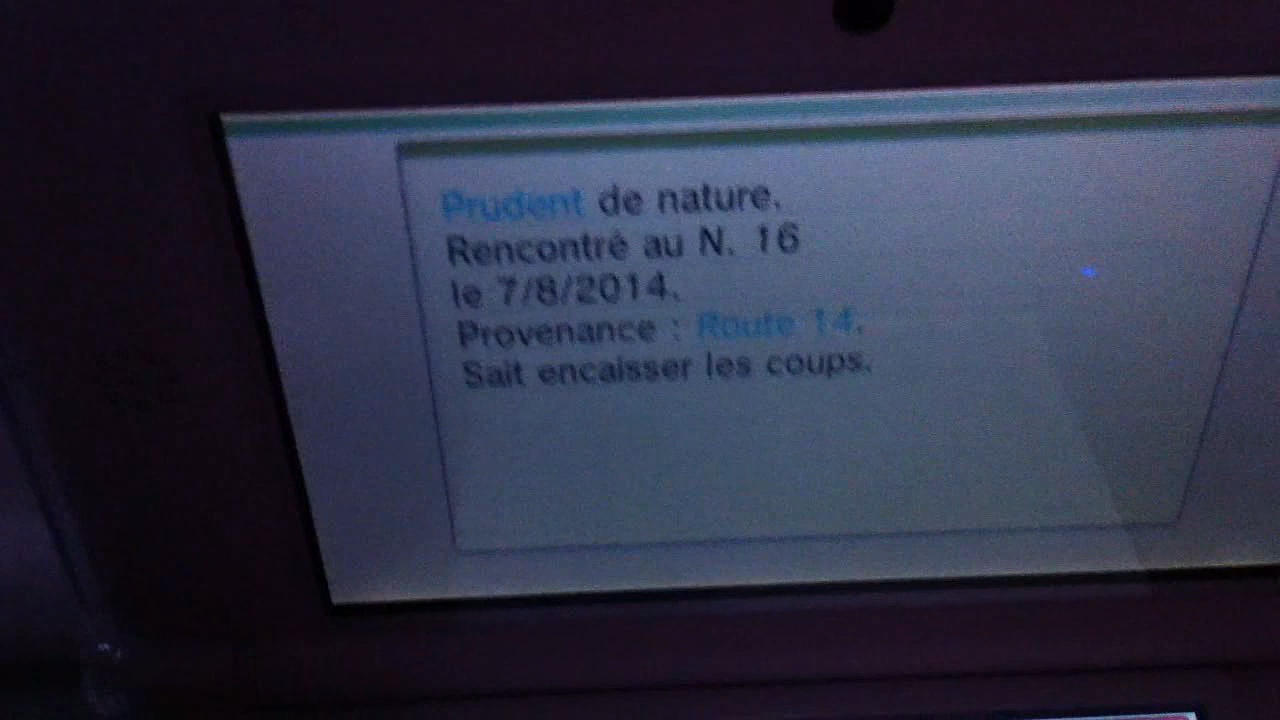 Prudent de nature.
Rencontré au N. 16
le 7/8/2014.
Provenance : Route 14.
Sait encaisser les coups.